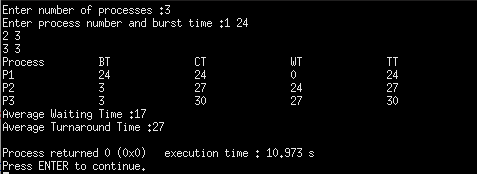 Enter number of processes :3
Enter process number and burst time :1 24
2 3
3 3
Process BT CT WT TT
P1 24 24 0 24
P2 3 27 24 27
P3 3 30 27 30
Average Waiting Time :17
Average Turnaround Time :27
Process returned 0 (0x0) execution time : 10.973 s
Press ENTER to continue.